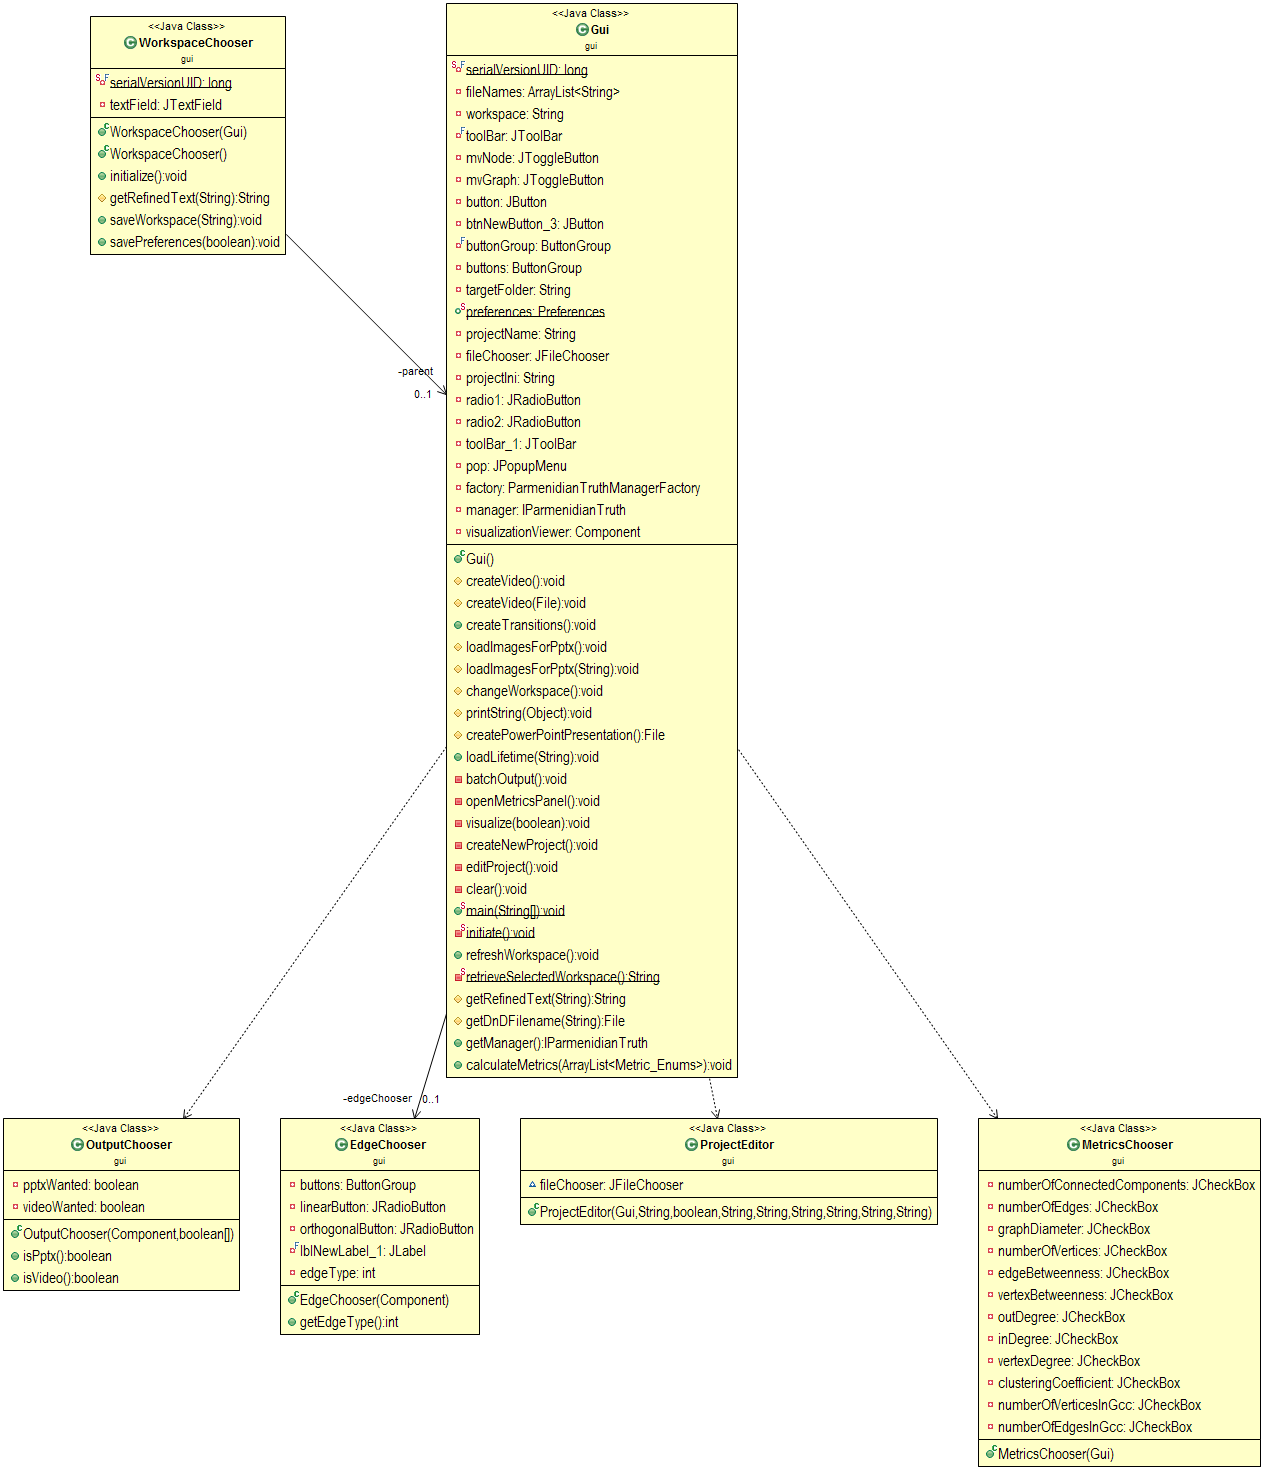 <<Java Class>>
WorkspaceChooser
gui
serialVersionUID: long
textField: JTextField
WorkspaceChooser(Gui)
WorkspaceChooser()
initialize():void
getRefinedText(String):String
saveWorkspace(String):void
savePreferences(boolean):void
<<Java Class>>
Gui
gui
serialVersionUID: long
fileNames: ArrayList<String>
workspace: String
toolBar: JToolBar
mvNode: JToggleButton
mvGraph: JToggleButton
button: JButton
btnNewButton_3: JButton
buttonGroup: ButtonGroup
buttons: ButtonGroup
targetFolder: String
preferences: Preferences
projectName: String
fileChooser: JFileChooser
projectIni: String
radio1: JRadioButton
radio2: JRadioButton
toolBar_1: JToolBar
pop: JPopupMenu
factory: ParmenidianTruthManagerFactory
manager: IParmenidianTruth
visualizationViewer: Component
Gui()
createVideo():void
createVideo(File):void
createTransitions():void
loadImagesForPptx():void
loadImagesForPptx(String):void
changeWorkspace():void
printString(Object):void
createPowerPointPresentation():File
loadLifetime(String):void
batchOutput():void
openMetricsPanel():void
visualize(boolean):void
createNewProject():void
editProject():void
clear():void
main(String[]):void
initiate():void
refreshWorkspace():void
retrieveSelectedWorkspace():String
getRefinedText(String):String
getDnDFilename(String):File
getManager():IParmenidianTruth
calculateMetrics(ArrayList<Metric_Enums>):void
-parent
0..1
-edgeChooser
0..1
<<Java Class>>
OutputChooser
gui
pptxWanted: boolean
videoWanted: boolean
OutputChooser(Component,boolean[])
isPptx():boolean
isVideo():boolean
<<Java Class>>
EdgeChooser
gui
buttons: ButtonGroup
linearButton: JRadioButton
orthogonalButton: JRadioButton
lblNewLabel_1: JLabel
edgeType: int
EdgeChooser(Component)
getEdgeType():int
<<Java Class>>
ProjectEditor
gui
fileChooser: JFileChooser
ProjectEditor(Gui,String,boolean,String,String,String,String,String,String)
<<Java Class>>
MetricsChooser
gui
numberOfConnectedComponents: JCheckBox
numberOfEdges: JCheckBox
graphDiameter: JCheckBox
numberOfVertices: JCheckBox
edgeBetweenness: JCheckBox
vertexBetweenness: JCheckBox
outDegree: JCheckBox
inDegree: JCheckBox
vertexDegree: JCheckBox
clusteringCoefficient: JCheckBox
numberOfVerticesInGcc: JCheckBox
numberOfEdgesInGcc: JCheckBox
MetricsChooser(Gui)